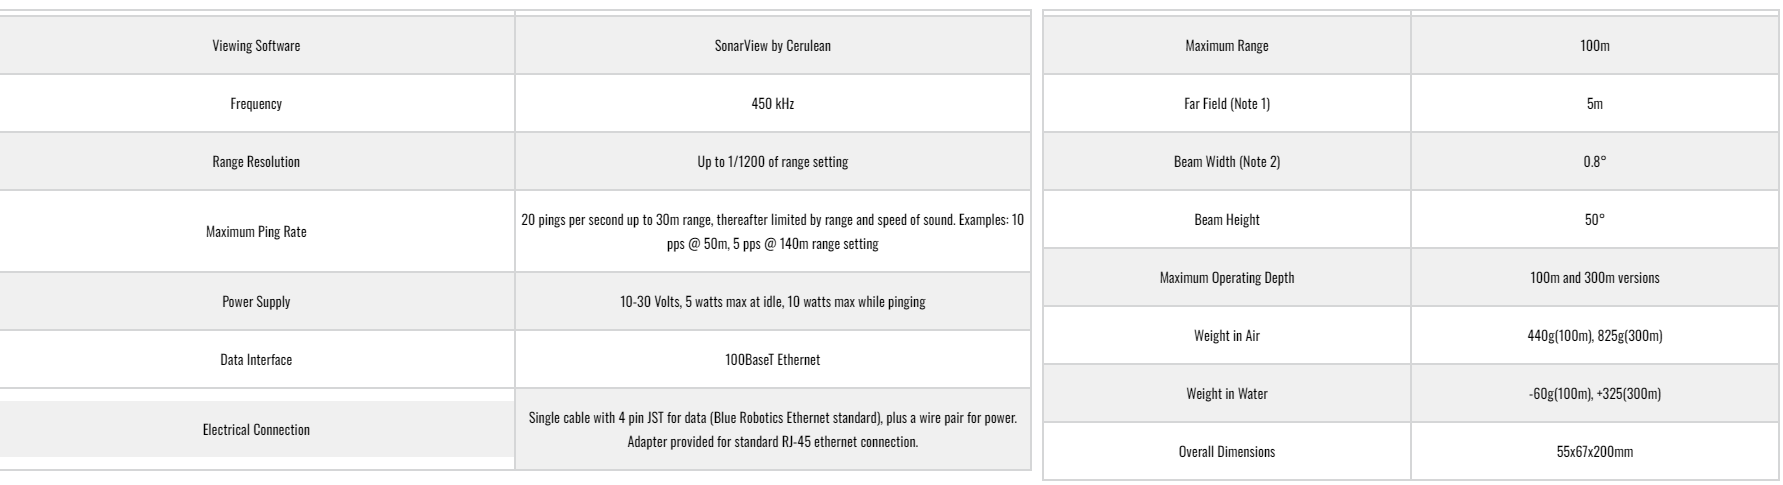 Viewing Software
SonarView by Cerulean
Frequency
450 kHz
Range Resolution
Up to 1/1200 of range setting
Maximum Ping Rate
20 pings per second up to 30m range, thereafter limited by range and speed of sound. Examples: 10
pps @ 50m, 5 pps @ 140m range setting
Power Supply
10-30 Volts, 5 watts max at idle, 10 watts max while pinging
Data Interface
100BaseT Ethernet
Electrical Connection
Single cable with 4 pin JST for data (Blue Robotics Ethernet standard), plus a wire pair for power.
Adapter provided for standard RJ-45 ethernet connection.
Maximum Range
100m
Far Field (Note 1)
5m
Beam Width (Note 2)
0.8°
Beam Height
50°
Maximum Operating Depth
100m and 300m versions
Weight in Air
440g(100m), 825g(300m)
Weight in Water
-60g(100m), +325(300m)
Overall Dimensions
55x67x200mm